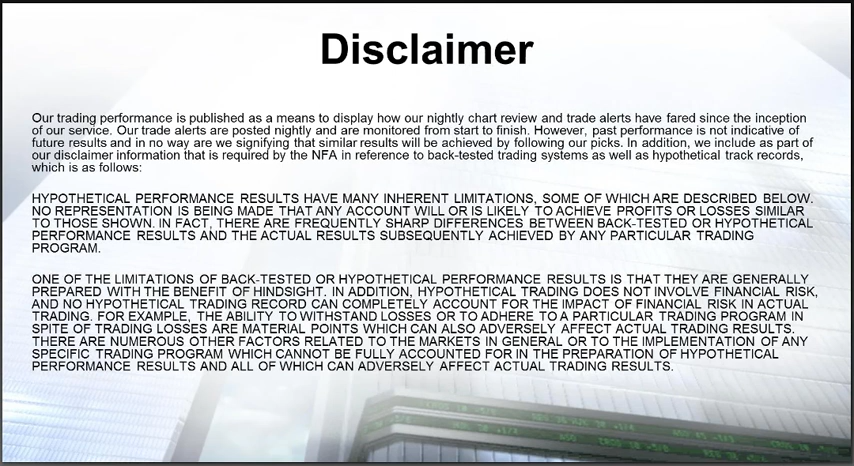 Disclaimer
Our trading performance is published as a means to display how our nightly chart review and trade alerts have fared since the inception
of our service. Our trade alerts are posted nightly and are monitored from start to finish. However, past performance is not indicative of
future results and in no way are we signifying that similar results will be achieved by following our picks. In addition, we include as part of
our disclaimer information that is required by the NFA in reference to back-tested trading systems as well as hypothetical track records,
which is as follows:
HYPOTHETICAL PERFORMANCE RESULTS HAVE MANY INHERENT LIMITATIONS, SOME OF WHICH ARE DESCRIBED BELOW.
NO REPRESENTATION IS BEING MADE THAT ANY ACCOUNT WILL OR IS LIKELY TO ACHIEVE PROFITS OR LOSSES SIMILAR
TO THOSE SHOWN. IN FACT, THERE ARE FREQUENTLY SHARP DIFFERENCES BETWEEN BACK-TESTED OR HYPOTHETICAL
PERFORMANCE RESULTS AND THE ACTUAL RESULTS SUBSEQUENTLY ACHIEVED BY ANY PARTICULAR TRADING
PROGRAM.
ONE OF THE LIMITATIONS OF BACK-TESTED OR HYPOTHETICAL PERFORMANCE RESULTS IS THAT THEY ARE GENERALLY
PREPARED WITH THE BENEFIT OF HINDSIGHT. IN ADDITION, HYPOTHETICAL TRADING DOES NOT INVOLVE FINANCIAL RISK,
AND NO HYPOTHETICAL TRADING RECORD CAN COMPLETELY ACCOUNT FOR THE IMPACT OF FINANCIAL RISK IN ACTUAL
TRADING. FOR EXAMPLE, THE ABILITY TO WITHSTAND LOSSES OR TO ADHERE TO A PARTICULAR TRADING PROGRAM IN
SPITE OF TRADING LOSSES ARE MATERIAL POINTS WHICH CAN ALSO ADVERSELY AFFECT ACTUAL TRADING RESULTS.
THERE ARE NUMEROUS OTHER FACTORS RELATED TO THE MARKETS IN GENERAL OR TO THE IMPLEMENTATION OF ANY
SPECIFIC TRADING PROGRAM WHICH CANNOT BE FULLY ACCOUNTED FOR IN THE PREPARATION OF HYPOTHETICAL
PERFORMANCE RESULTS AND ALL OF WHICH CAN ADVERSELY AFFECT ACTUAL TRADING RESULTS.